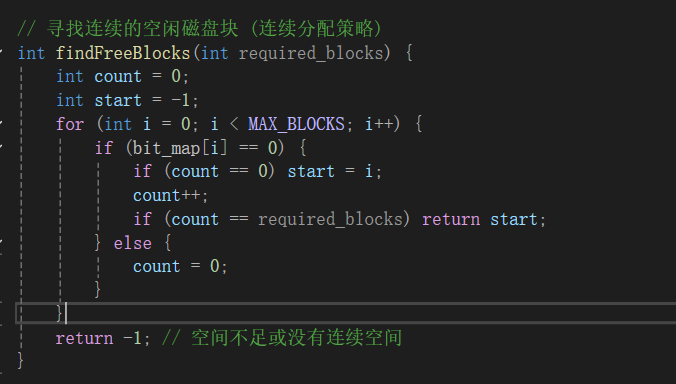 // 寻找连续的空闲磁盘块 (连续分配策略)
int findFreeBlocks(int required_blocks) {
    int count = 0;
    int start = -1;
    for (int i = 0; i < MAX_BLOCKS; i++) {
        if (bit_map[i] == 0) {
            if (count == 0) start = i;
            count++;
            if (count == required_blocks) return start;
        } else {
            count = 0;
        }
    }
    return -1; // 空间不足或没有连续空间
}